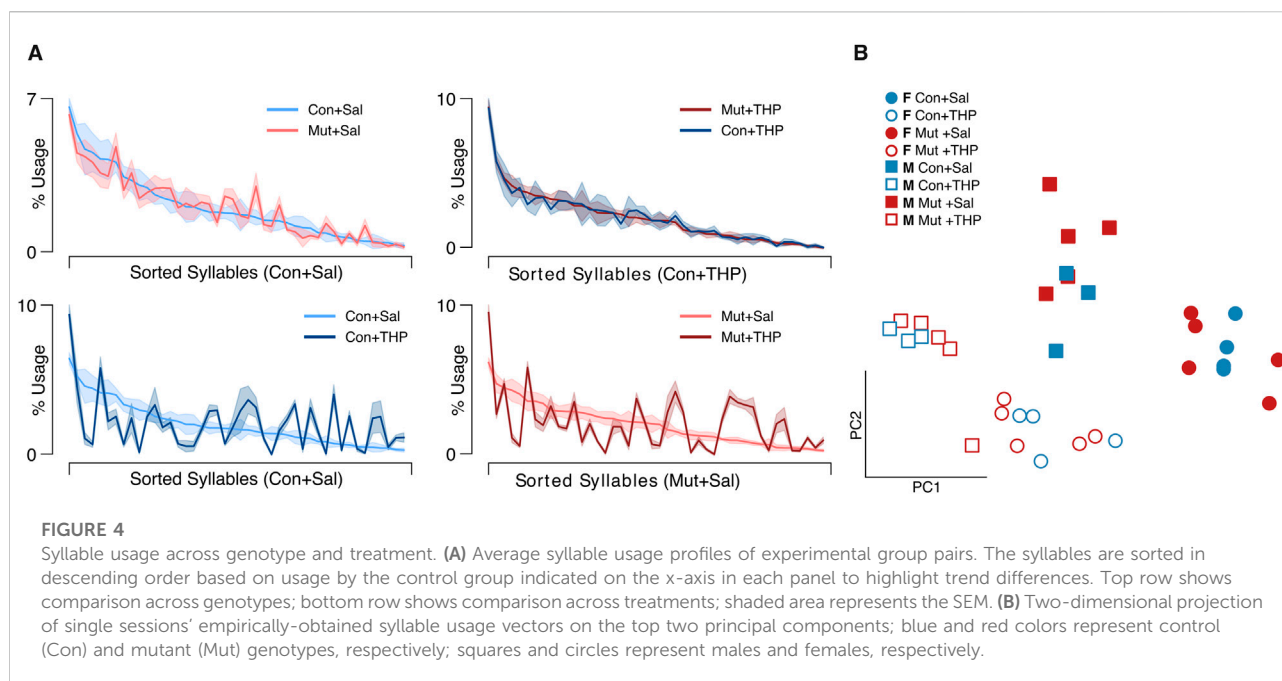 A
7
% Usage
0
Con+Sal
Mut+Sal
Sorted Syllables (Con+Sal)
10
% Usage
0
Mut+THP
Con+THP
Sorted Syllables (Con+THP)
10
% Usage
0
Con+Sal
Con+THP
Sorted Syllables (Con+Sal)
10
% Usage
0
Mut+Sal
Mut+THP
Sorted Syllables (Mut+Sal)
B
F Con+Sal
F Con+THP
F Mut +Sal
F Mut +THP
M Con+Sal
M Con+THP
M Mut +Sal
M Mut +THP
PC2
PC1
FIGURE 4
Syllable usage across genotype and treatment. (A) Average syllable usage profiles of experimental group pairs. The syllables are sorted in
descending order based on usage by the control group indicated on the x-axis in each panel to highlight trend differences. Top row shows
comparison across genotypes; bottom row shows comparison across treatments; shaded area represents the SEM. (B) Two-dimensional projection
of single sessions' empirically-obtained syllable usage vectors on the top two principal components; blue and red colors represent control
(Con) and mutant (Mut) genotypes, respectively; squares and circles represent males and females, respectively.